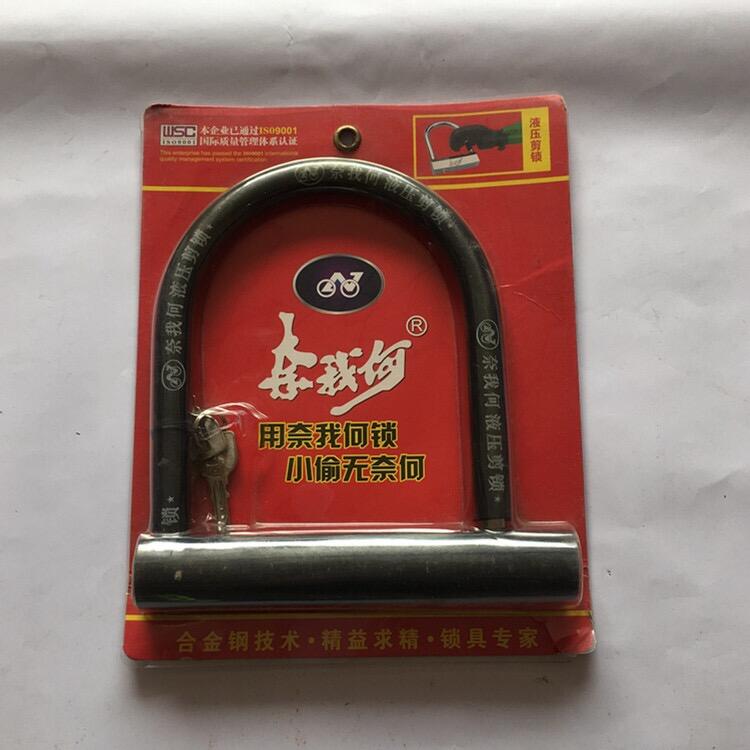 WSC
ISO9001
本企业已通过ISO9001
国际质量管理体系认证
This enterprise has passed the ISO9001 international
quality management system certification
液压剪锁
奈我何 液压剪锁*
奈我何 液压剪锁*
奈我何 液压剪锁*
锁*
奈我何®
用奈我何锁
小偷无奈何
合金钢技术·精益求精·锁具专家